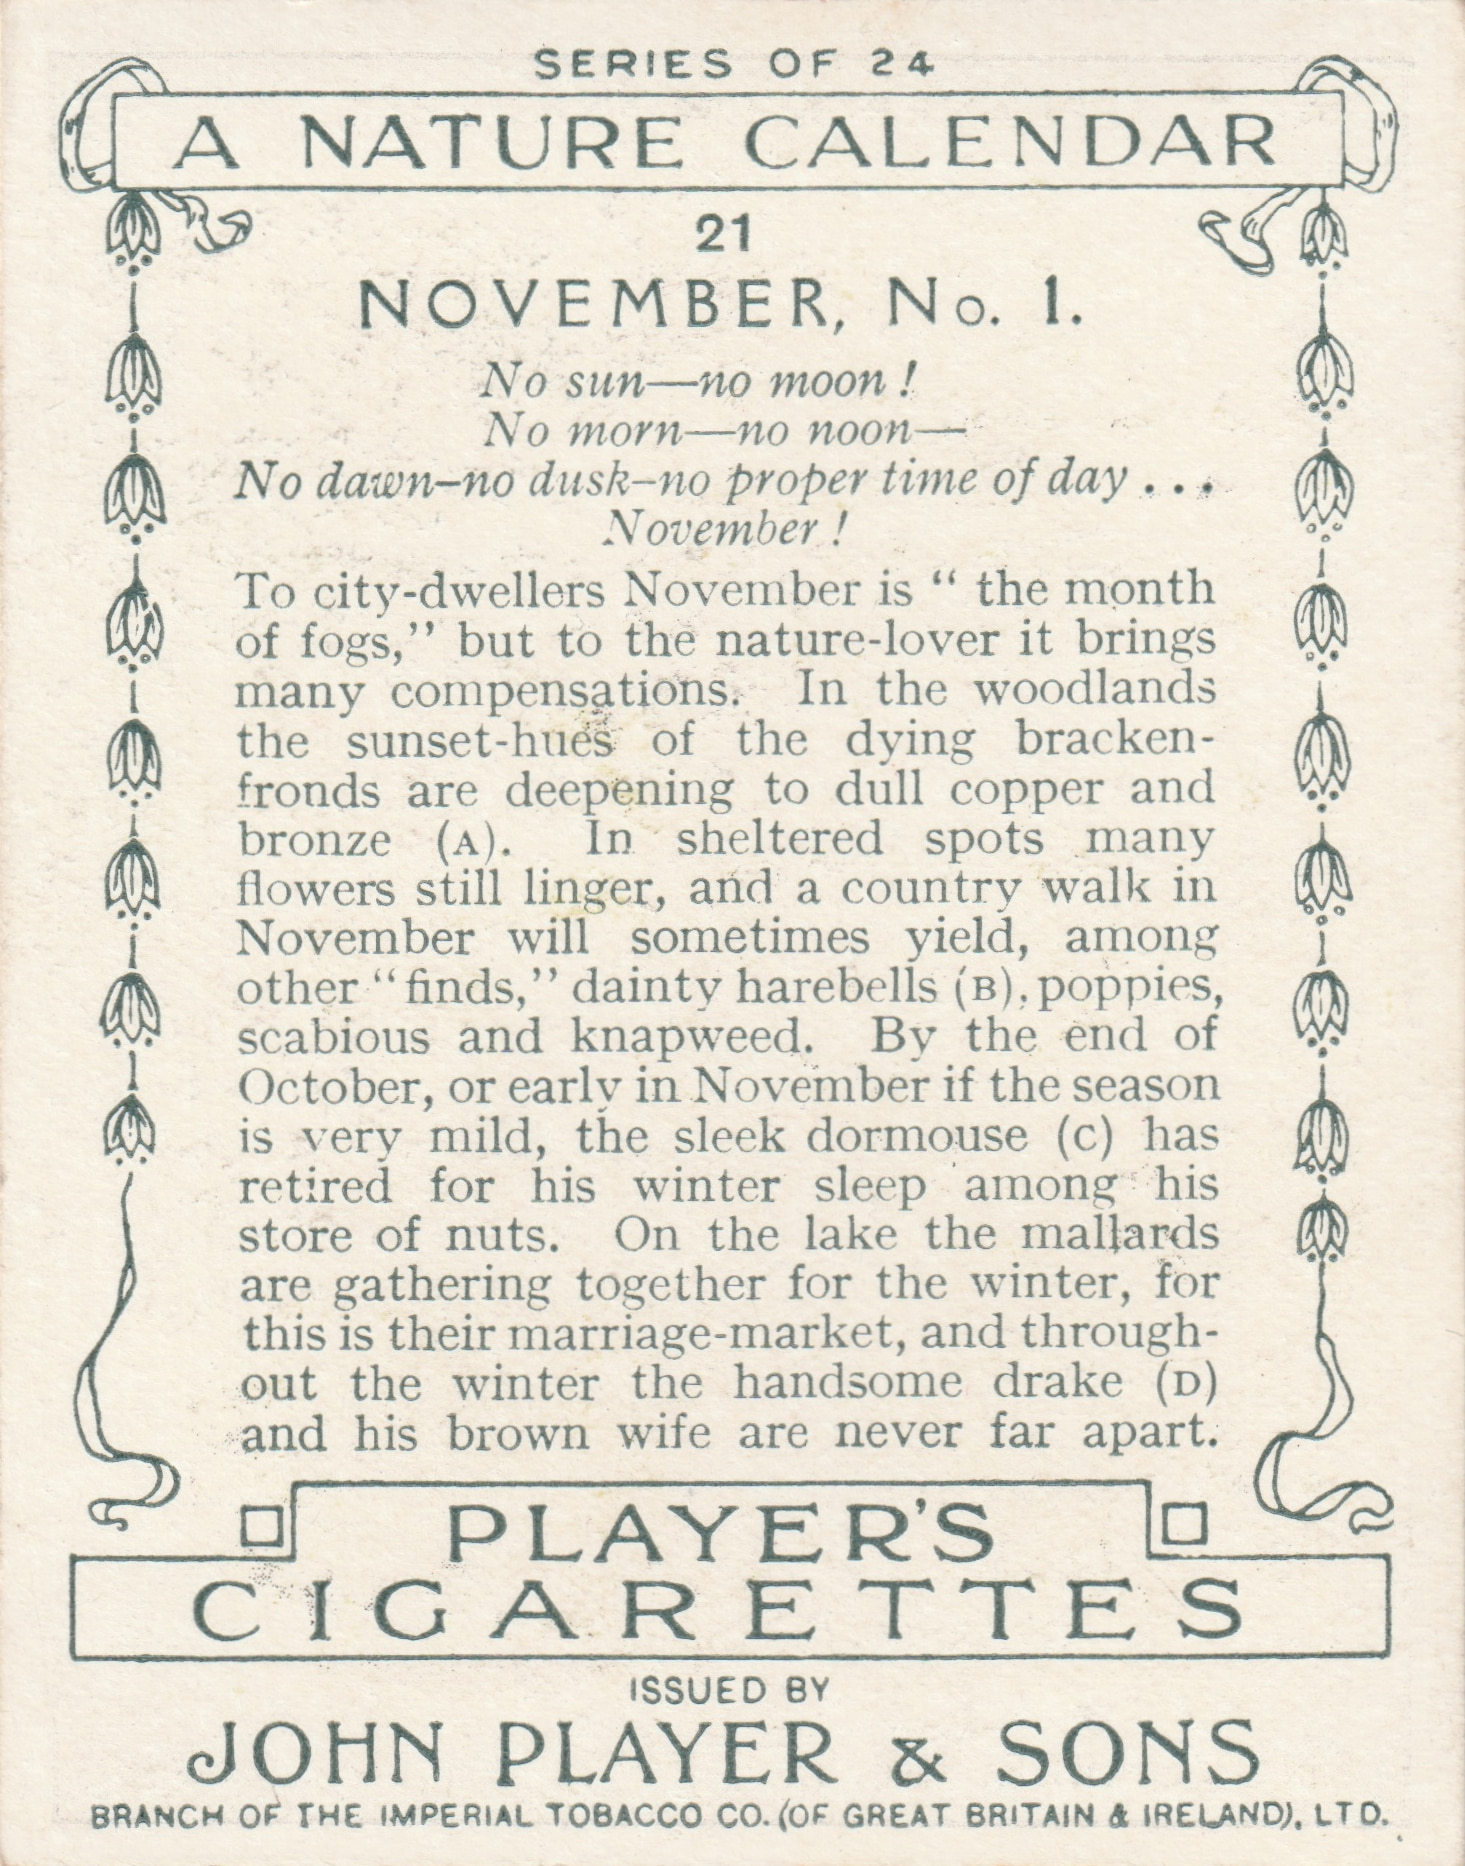 SERIES OF 24
A NATURE CALENDAR
21
NOVEMBER, No. 1.
No sun—no moon!
No morn—no noon—
No dawn–no dusk–no proper time of day . . .
November!
To city-dwellers November is “ the month
of fogs,” but to the nature-lover it brings
many compensations. In the woodlands
the sunset-hues of the dying bracken-
fronds are deepening to dull copper and
bronze (A). In sheltered spots many
flowers still linger, and a country walk in
November will sometimes yield, among
other “finds,” dainty harebells (B), poppies,
scabious and knapweed. By the end of
October, or early in November if the season
is very mild, the sleek dormouse (C) has
retired for his winter sleep among his
store of nuts. On the lake the mallards
are gathering together for the winter, for
this is their marriage-market, and through-
out the winter the handsome drake (D)
and his brown wife are never far apart.
PLAYER'S
CIGARETTES
ISSUED BY
JOHN PLAYER & SONS
BRANCH OF THE IMPERIAL TOBACCO CO. (OF GREAT BRITAIN & IRELAND), LTD.